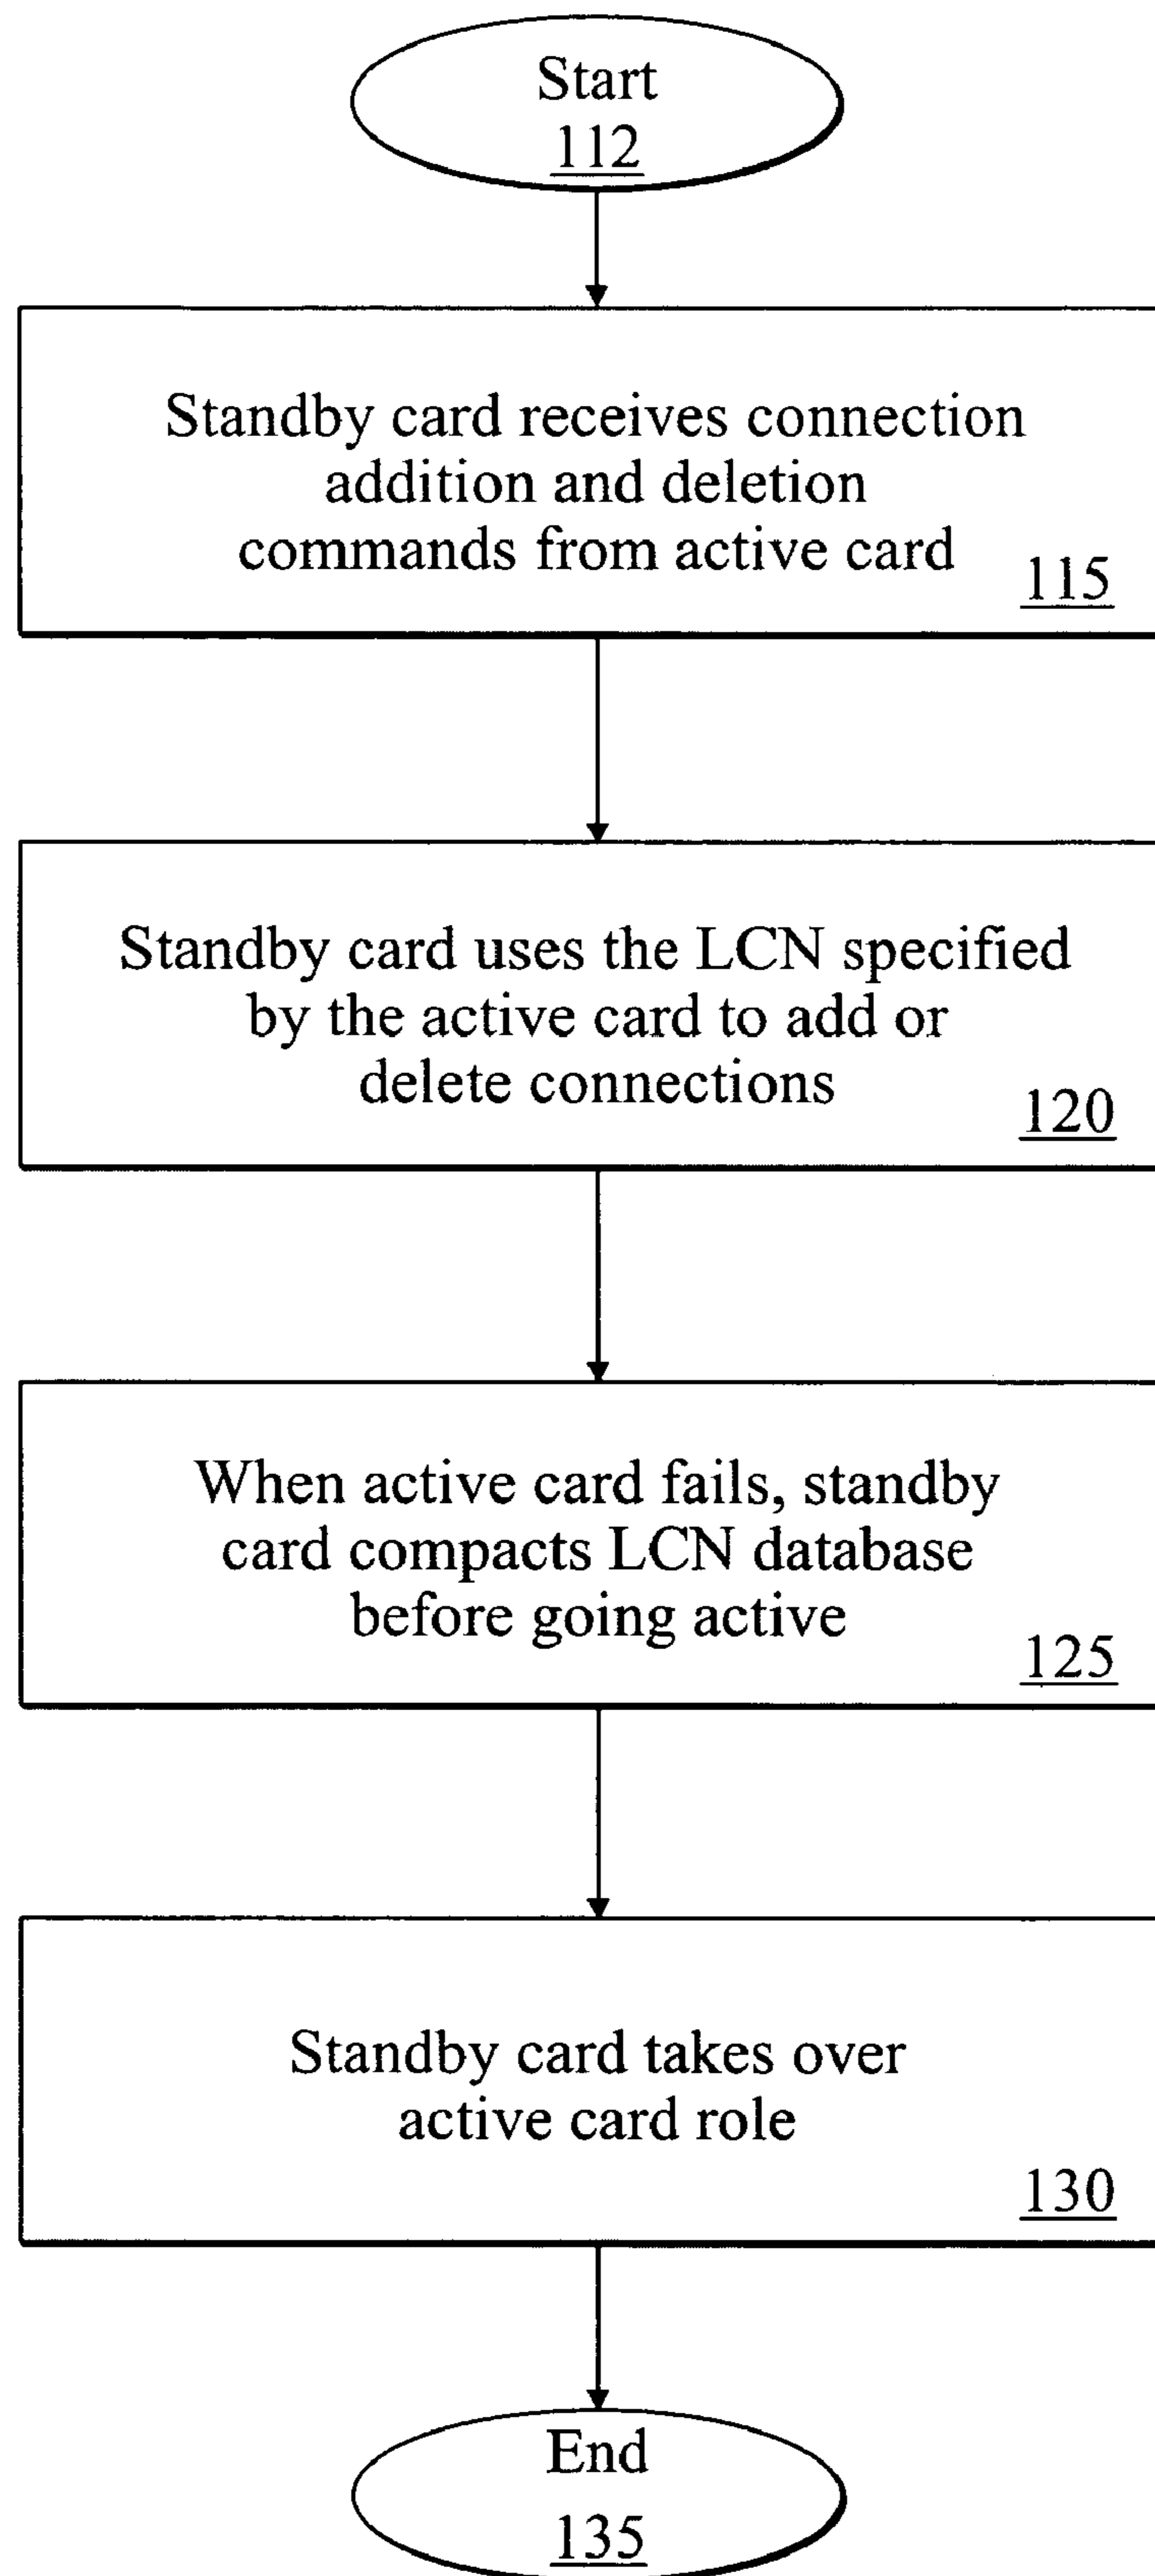 Start
112
Standby card receives connection
addition and deletion
commands from active card
115
Standby card uses the LCN specified
by the active card to add or
delete connections
120
When active card fails, standby
card compacts LCN database
before going active
125
Standby card takes over
active card role
130
End
135